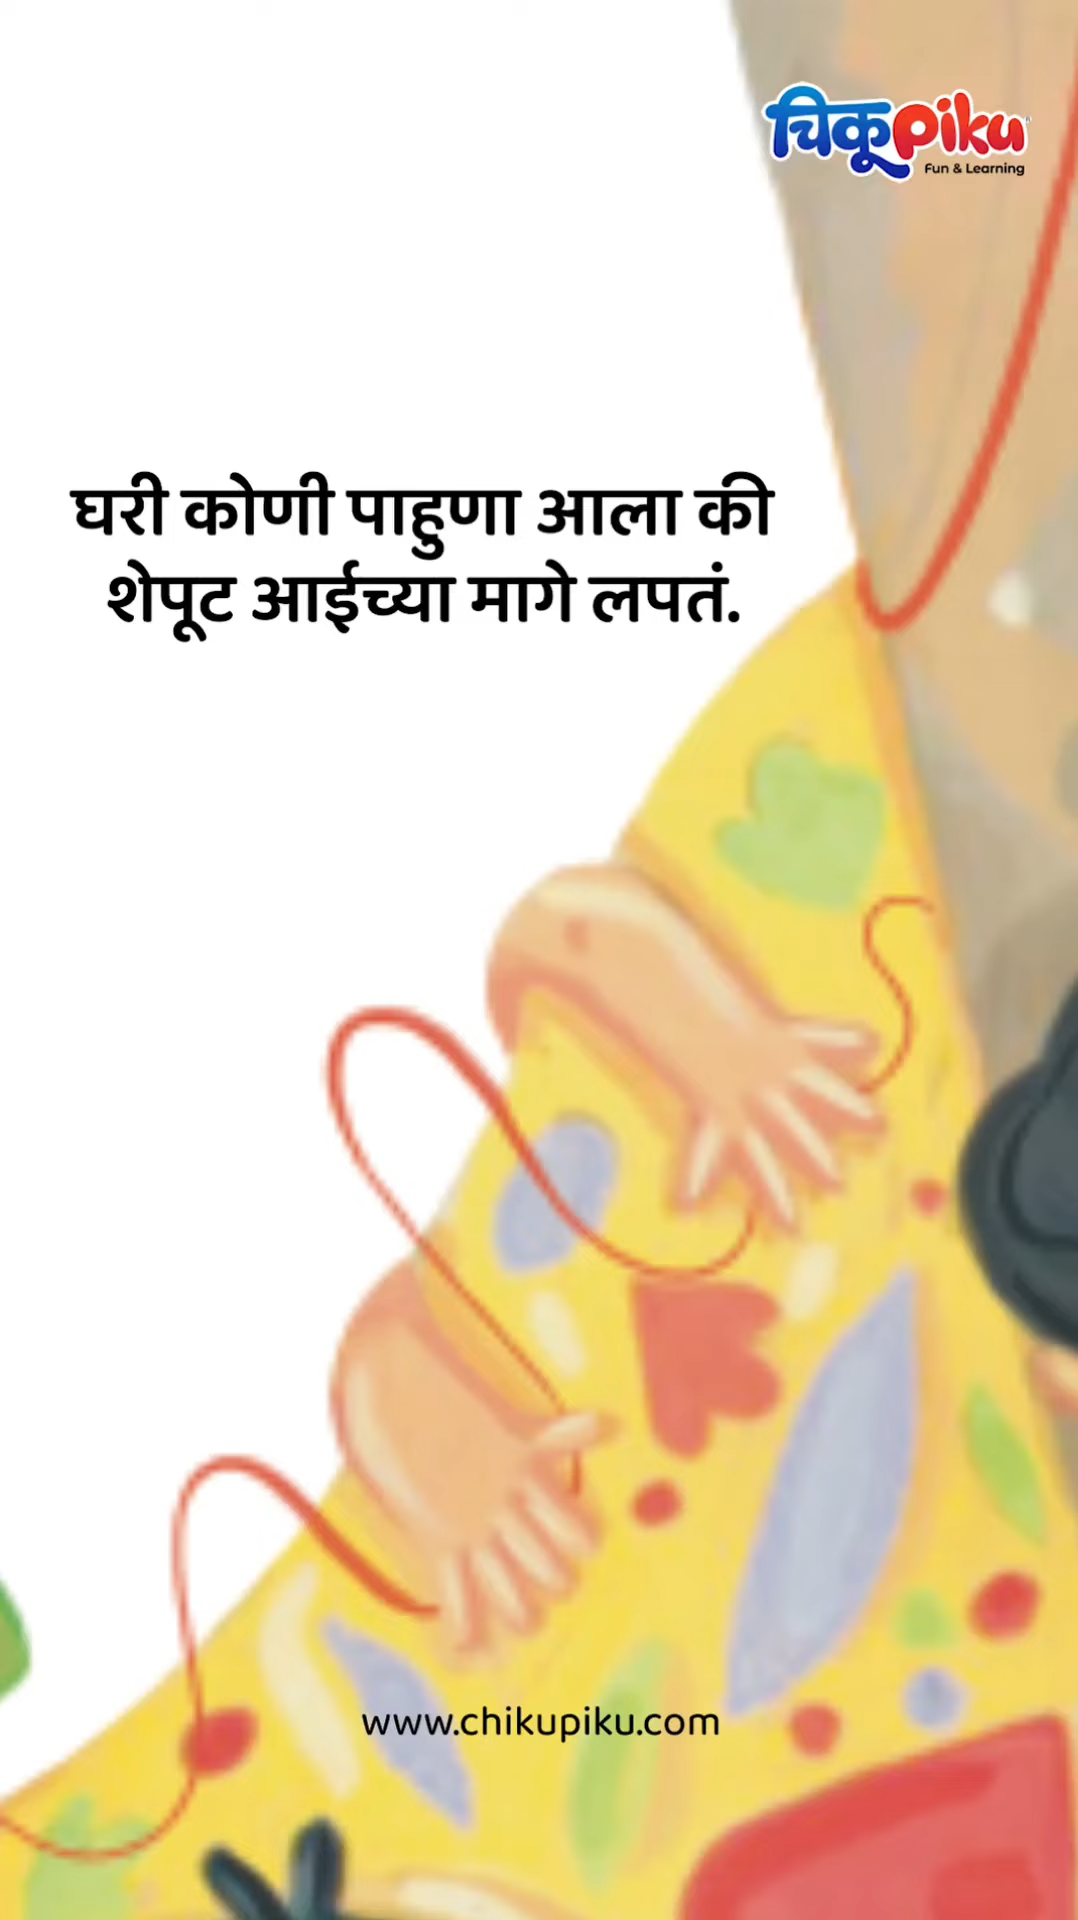 चिकूpiku
Fun & Learning
घरी कोणी पाहुणा आला की
शेपूट आईच्या मागे लपतं.
www.chikupiku.com